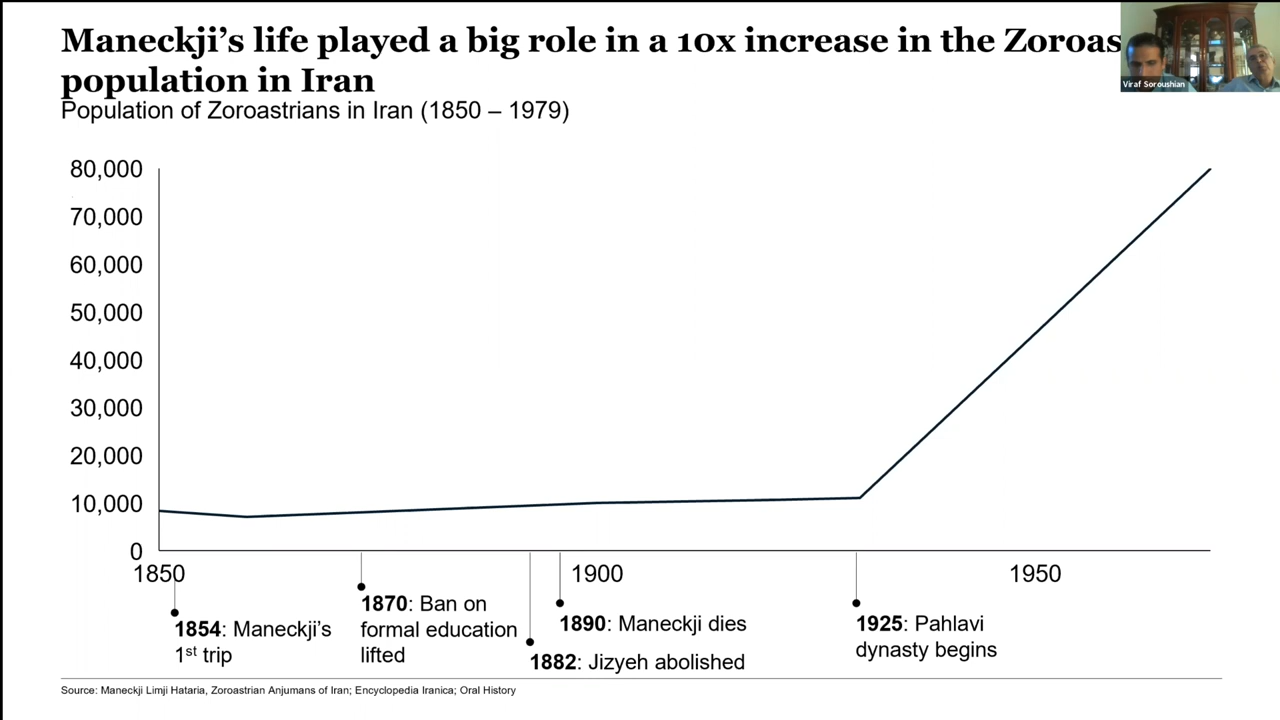 Maneckji’s life played a big role in a 10x increase in the Zoroas
population in Iran
Viraf Soroushian
Population of Zoroastrians in Iran (1850 – 1979)
80,000
70,000
60,000
50,000
40,000
30,000
20,000
10,000
0
1850
1900
1950
1854: Maneckji’s
1st trip
1870: Ban on
formal education
lifted
1882: Jizyeh abolished
1890: Maneckji dies
1925: Pahlavi
dynasty begins
Source: Maneckji Limji Hataria, Zoroastrian Anjumans of Iran; Encyclopedia Iranica; Oral History